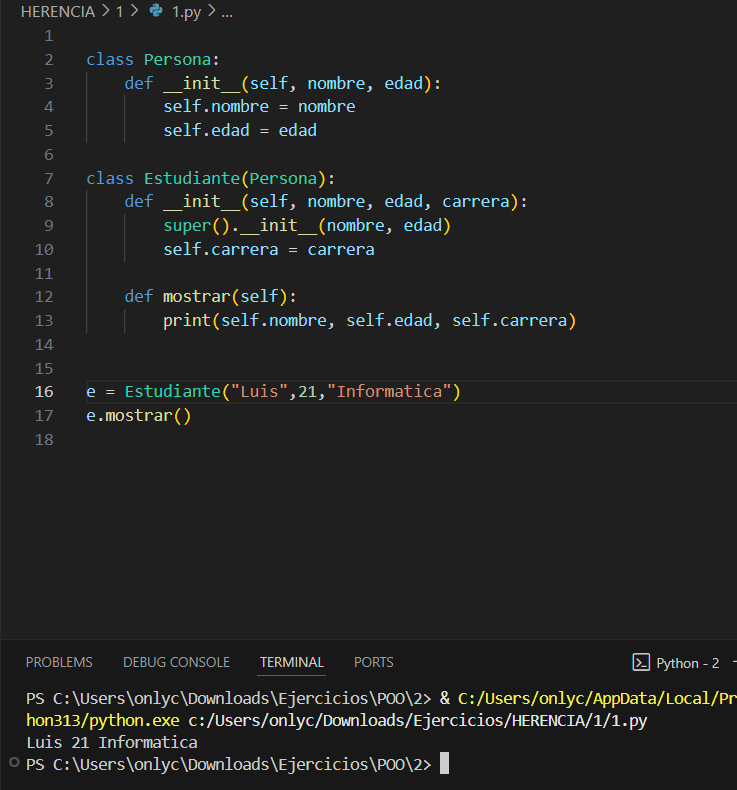 HERENCIA > 1 > 1.py > ...
1
2 class Persona:
3     def __init__(self, nombre, edad):
4         self.nombre = nombre
5         self.edad = edad
6
7 class Estudiante(Persona):
8     def __init__(self, nombre, edad, carrera):
9         super().__init__(nombre, edad)
10         self.carrera = carrera
11
12     def mostrar(self):
13         print(self.nombre, self.edad, self.carrera)
14
15
16 e = Estudiante("Luis",21,"Informatica")
17 e.mostrar()
18
PROBLEMS DEBUG CONSOLE TERMINAL PORTS Python - 2
PS C:\Users\onlyc\Downloads\Ejercicios\POO\2> & C:/Users/onlyc/AppData/Local/Pr
hon313/python.exe c:/Users/onlyc/Downloads/Ejercicios/HERENCIA/1/1.py
Luis 21 Informatica
PS C:\Users\onlyc\Downloads\Ejercicios\POO\2>